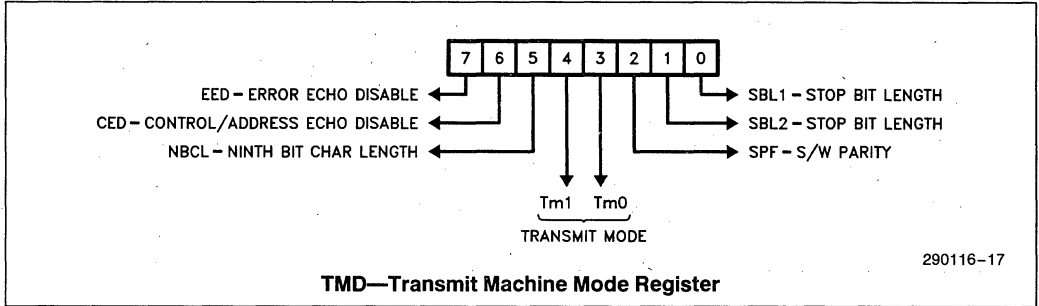 7 6 5 4 3 2 1 0
EED – ERROR ECHO DISABLE
SBL1 – STOP BIT LENGTH
CED – CONTROL/ADDRESS ECHO DISABLE
SBL2 – STOP BIT LENGTH
NBCL – NINTH BIT CHAR LENGTH
SPF – S/W PARITY
Tm1 Tm0
TRANSMIT MODE
290116–17
TMD—Transmit Machine Mode Register